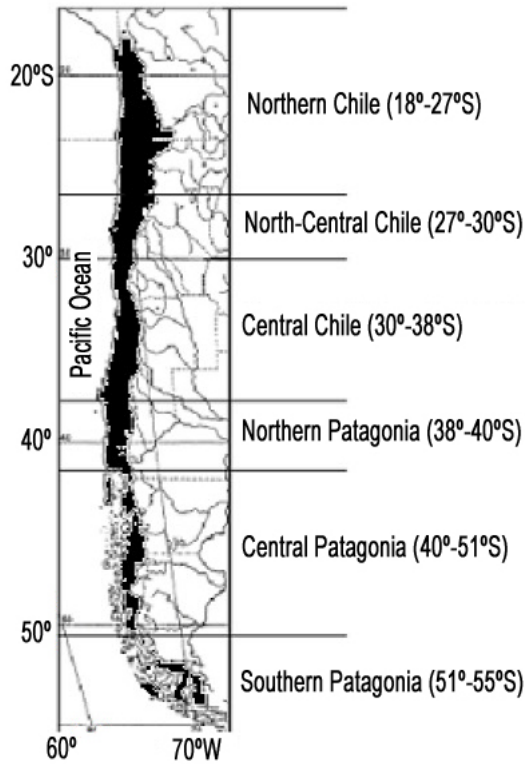 20ºS
Northern Chile (18º-27ºS)
North-Central Chile (27º-30ºS)
30º
Pacific Ocean
Central Chile (30º-38ºS)
Northern Patagonia (38º-40ºS)
40º
Central Patagonia (40º-51ºS)
50º
Southern Patagonia (51º-55ºS)
60º
70ºW